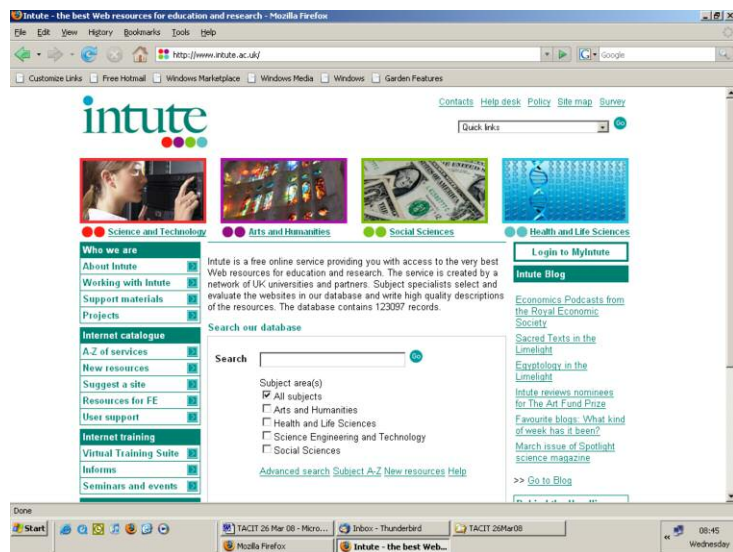 Intute - the best Web resources for education and research - Mozilla Firefox
File Edit View History Bookmarks Tools Help
http://www.intute.ac.uk/
G Google
Customize Links Free Hotmail Windows Marketplace Windows Media Windows Garden Features
intute
Contacts Help desk Policy Site map Survey
Quick links Go
Science and Technology Arts and Humanities Social Sciences Health and Life Sciences
Who we are
About Intute
Working with Intute
Support materials
Projects
Internet catalogue
A-Z of services
New resources
Suggest a site
Resources for FE
User support
Internet training
Virtual Training Suite
Informs
Seminars and events
Intute is a free online service providing you with access to the very best
Web resources for education and research. The service is created by a
network of UK universities and partners. Subject specialists select and
evaluate the websites in our database and write high quality descriptions
of the resources. The database contains 123097 records.
Search our database
Search Go
Subject area(s)
All subjects
Arts and Humanities
Health and Life Sciences
Science Engineering and Technology
Social Sciences
Advanced search Subject A-Z New resources Help
Login to MyIntute
Intute Blog
Economics Podcasts from
the Royal Economic
Society
Sacred Texts in the
Limelight
Egyptology in the
Limelight
Intute reviews nominees
for The Art Fund Prize
Favourite blogs: What kind
of week has it been?
March issue of Spotlight
science magazine
>> Go to Blog
Done
Start
TACIT 26 Mar 08 - Micro... Inbox - Thunderbird TACIT 26Mar08
Mozilla Firefox Intute - the best Web...
08:45
Wednesday